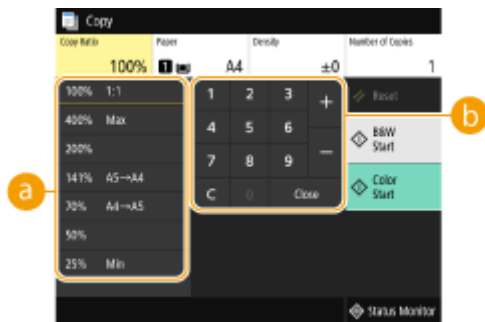 Copy
Copy Ratio Paper Density Number of Copies
100% 1 A4 ±0 1
100% 1:1
400% Max
200%
141% A5→A4
70% A4→A5
50%
25% Min
1 2 3 +
4 5 6
7 8 9 −
C 0 Close
Reset
B&W
Start
Color
Start
Status Monitor
a
b